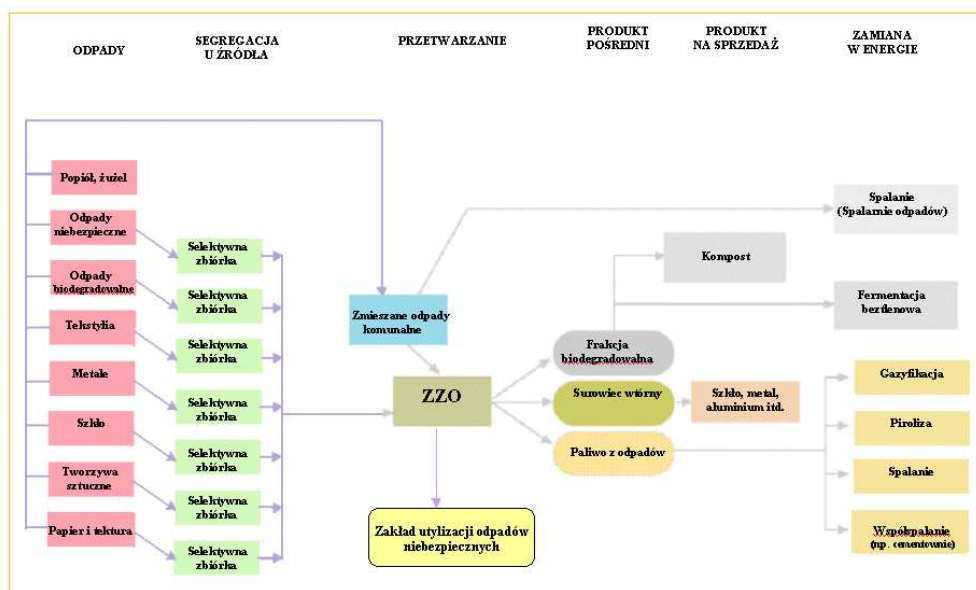 ODPADY
SEGREGACJA
U ŹRÓDŁA
PRZETWARZANIE
PRODUKT
POŚREDNI
PRODUKT
NA SPRZEDAŻ
ZAMIANA
W ENERGIE
Popiół, żużel
Odpady
niebezpieczne
Odpady
biodegradowalne
Tekstylia
Metale
Szkło
Tworzywa
sztuczne
Papier i tektura
Selektywna
zbiórka
Selektywna
zbiórka
Selektywna
zbiórka
Selektywna
zbiórka
Selektywna
zbiórka
Selektywna
zbiórka
Selektywna
zbiórka
Zmieszane odpady
komunalne
ZZO
Zakład utylizacji odpadów
niebezpiecznych
Frakcja
biodegradowalna
Surowiec wtórny
Paliwo z odpadów
Kompost
Szkło, metal,
aluminium itd.
Spalanie
(Spalarnie odpadów)
Fermentacja
beztlenowa
Gazyfikacja
Piroliza
Spalanie
Współspalanie
(np. cementownie)